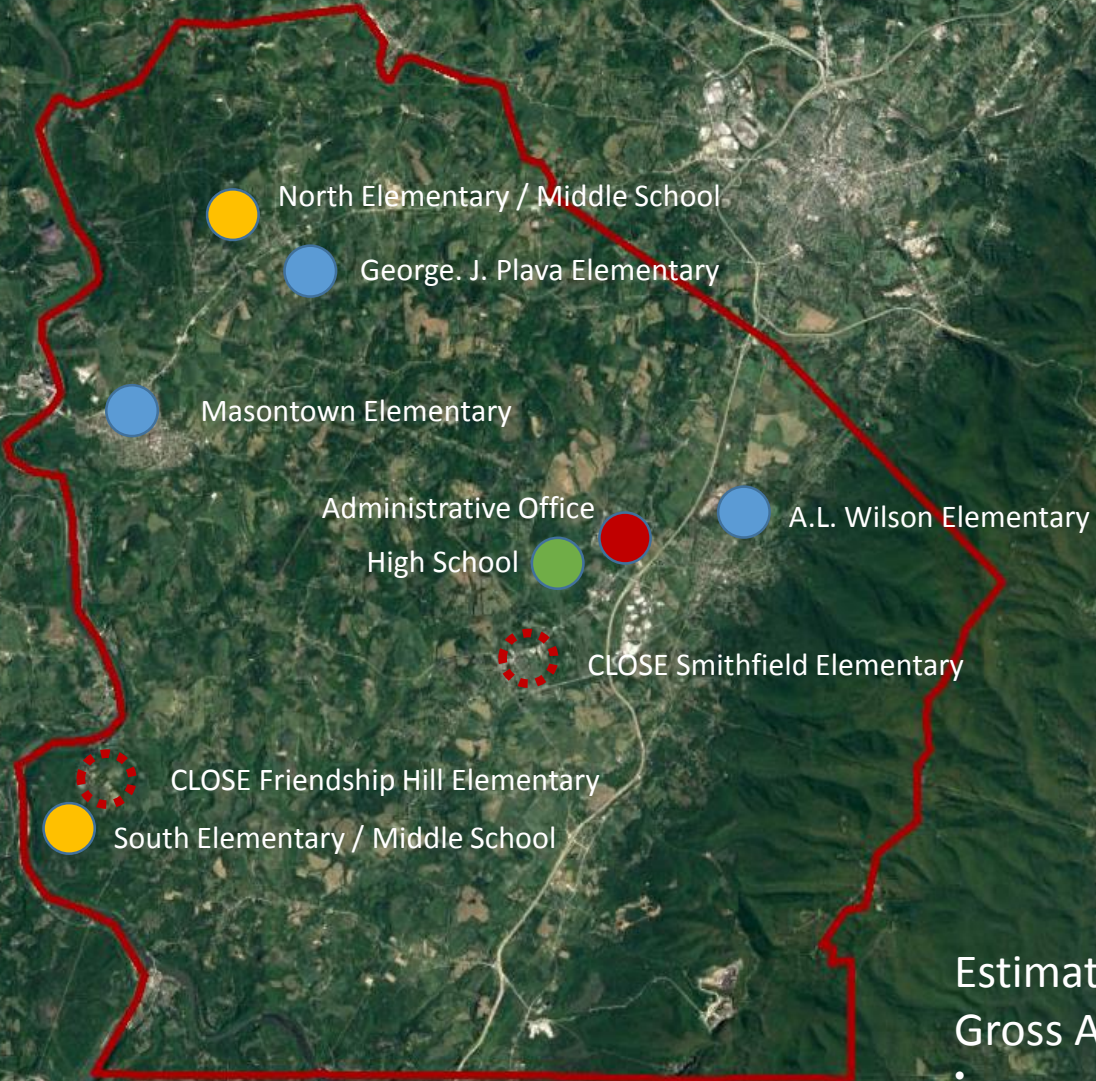 North Elementary / Middle School
George. J. Plava Elementary
Masontown Elementary
Administrative Office
A.L. Wilson Elementary
High School
CLOSE Smithfield Elementary
CLOSE Friendship Hill Elementary
South Elementary / Middle School
Gross